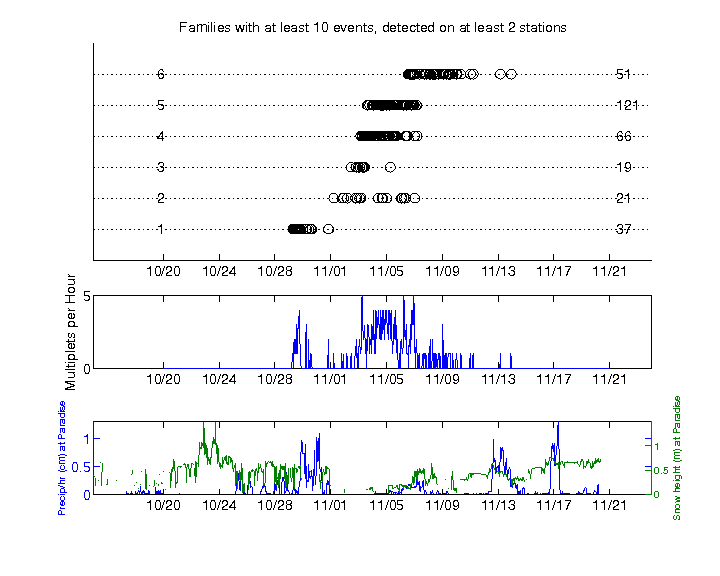 Families with at least 10 events, detected on at least 2 stations
6 51
5 121
4 66
3 19
2 21
1 37
10/20 10/24 10/28 11/01 11/05 11/09 11/13 11/17 11/21
Multiplets per Hour
5
0
10/20 10/24 10/28 11/01 11/05 11/09 11/13 11/17 11/21
Precip/hr (cm) at Paradise
1
0.5
0
1
0.5
0
Snow height (m) at Paradise
10/20 10/24 10/28 11/01 11/05 11/09 11/13 11/17 11/21